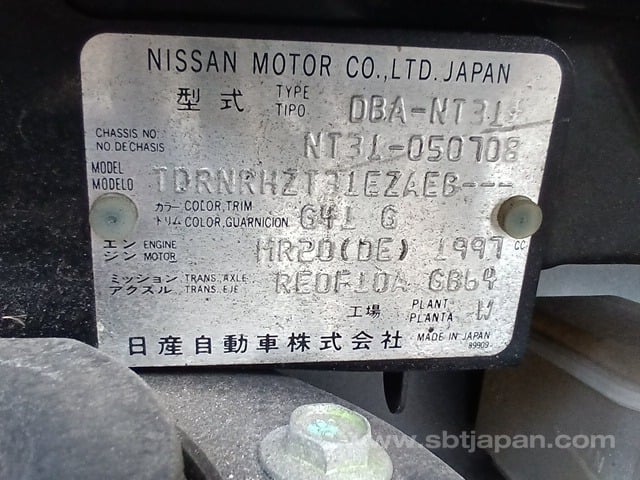 NISSAN MOTOR CO.,LTD. JAPAN
型式 TYPE TIPO DBA-NT31
CHASSIS NO. NO.DE CHASIS NT31-050708
MODEL MODELO TDRNRHZT31EZAEB---
カラー COLOR,TRIM
トリム COLOR,GUARNICION G41 G
エンジン ENGINE MOTOR MR20(DE) 1997 CC
ミッション TRANS.,AXLE
アクスル TRANS.,EJE RE0F10A GB64
工場 PLANT PLANTA W
日産自動車株式会社 MADE IN JAPAN
89909
www.sbtjapan.com